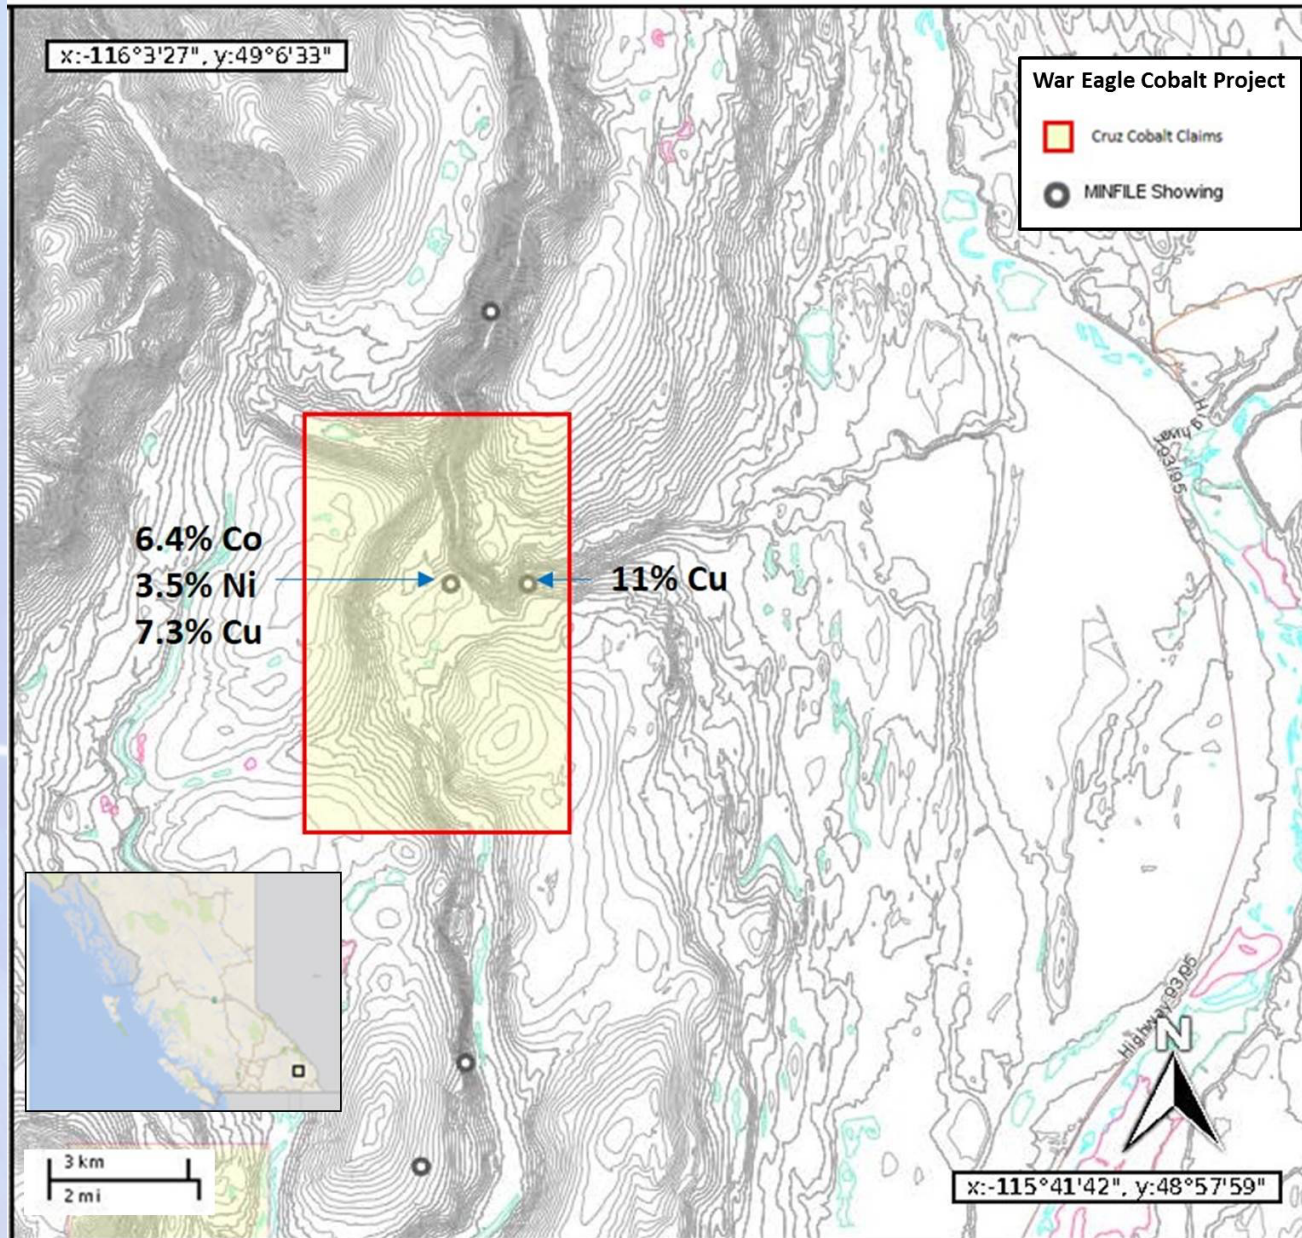 x:-116°3'27", y:49°6'33"
War Eagle Cobalt Project
Cruz Cobalt Claims
MINFILE Showing
93/95
6.4% Co
3.5% Ni
7.3% Cu
11% Cu
Highway 93/95
N
3 km
2 mi
x:-115°41'42", y:48°57'59"